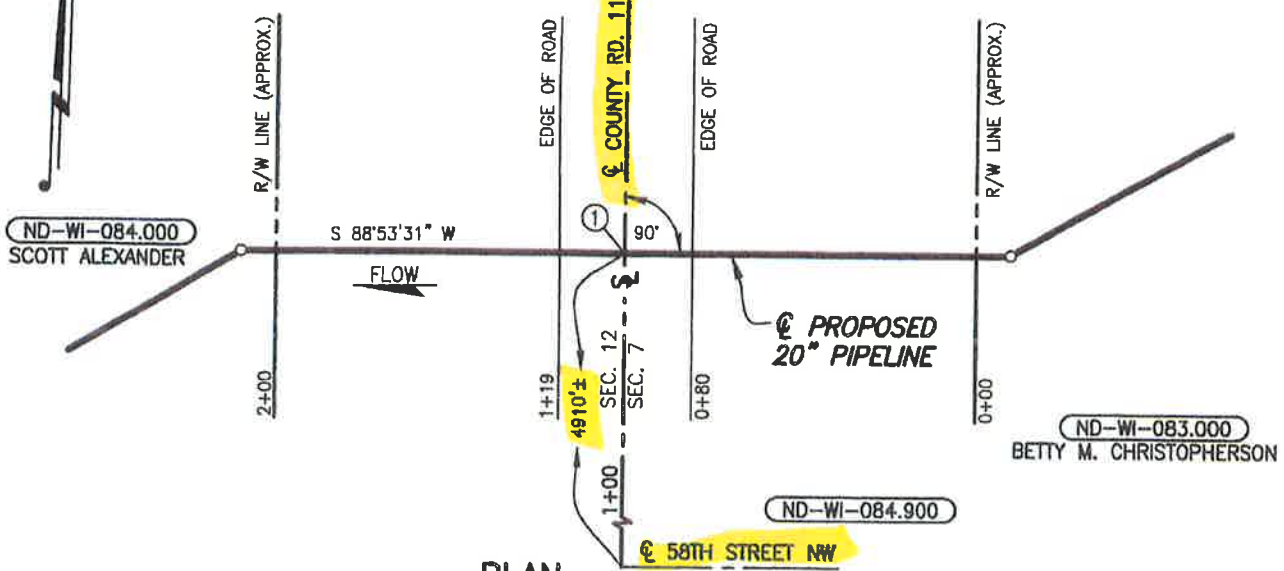 R/W LINE (APPROX.)
EDGE OF ROAD
℄ COUNTY RD. 11
EDGE OF ROAD
R/W LINE (APPROX.)
ND-WI-084.000
SCOTT ALEXANDER
S 88°53'31" W
1
90°
FLOW
℄ PROPOSED
20" PIPELINE
2+00
1+19
4910'±
SEC. 12
SEC. 7
0+80
0+00
1+00
ND-WI-083.000
BETTY M. CHRISTOPHERSON
ND-WI-084.900
℄ 58TH STREET NW
PLAN